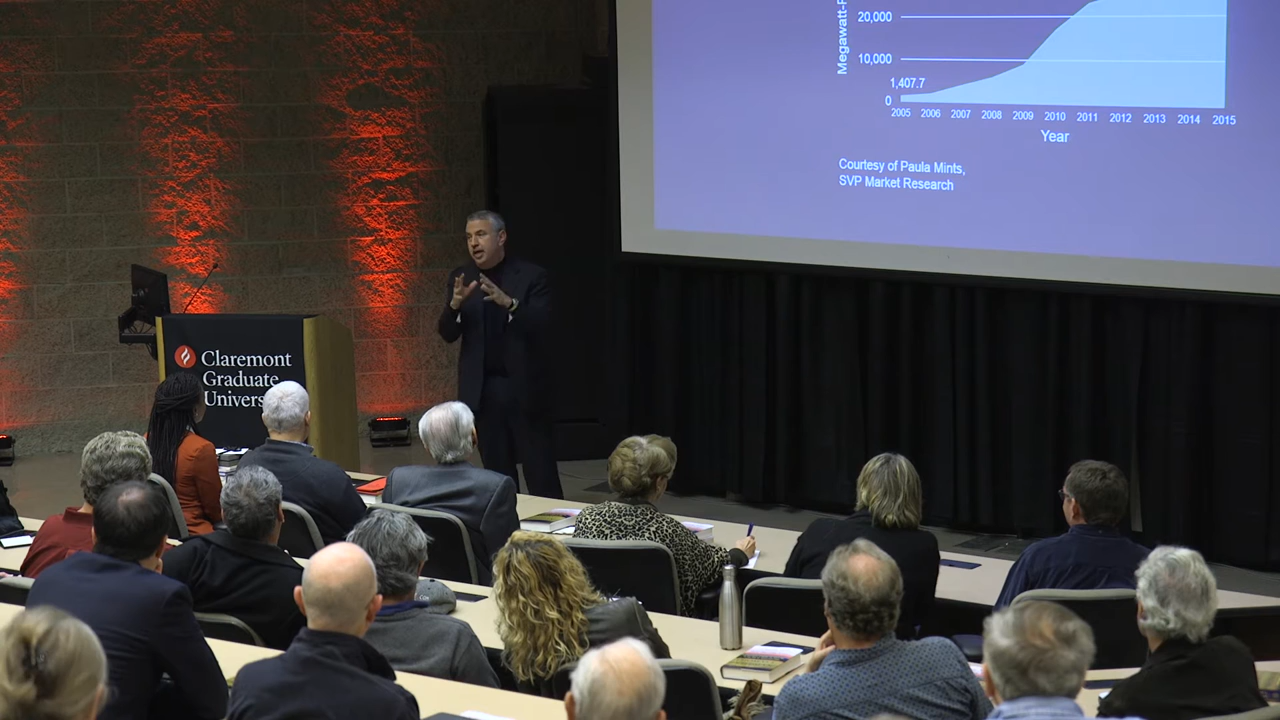 Megawatt-
20,000
10,000
1,407.7
0
2005 2006 2007 2008 2009 2010 2011 2012 2013 2014 2015
Year
Courtesy of Paula Mints,
SVP Market Research
Claremont
Graduate
Univers